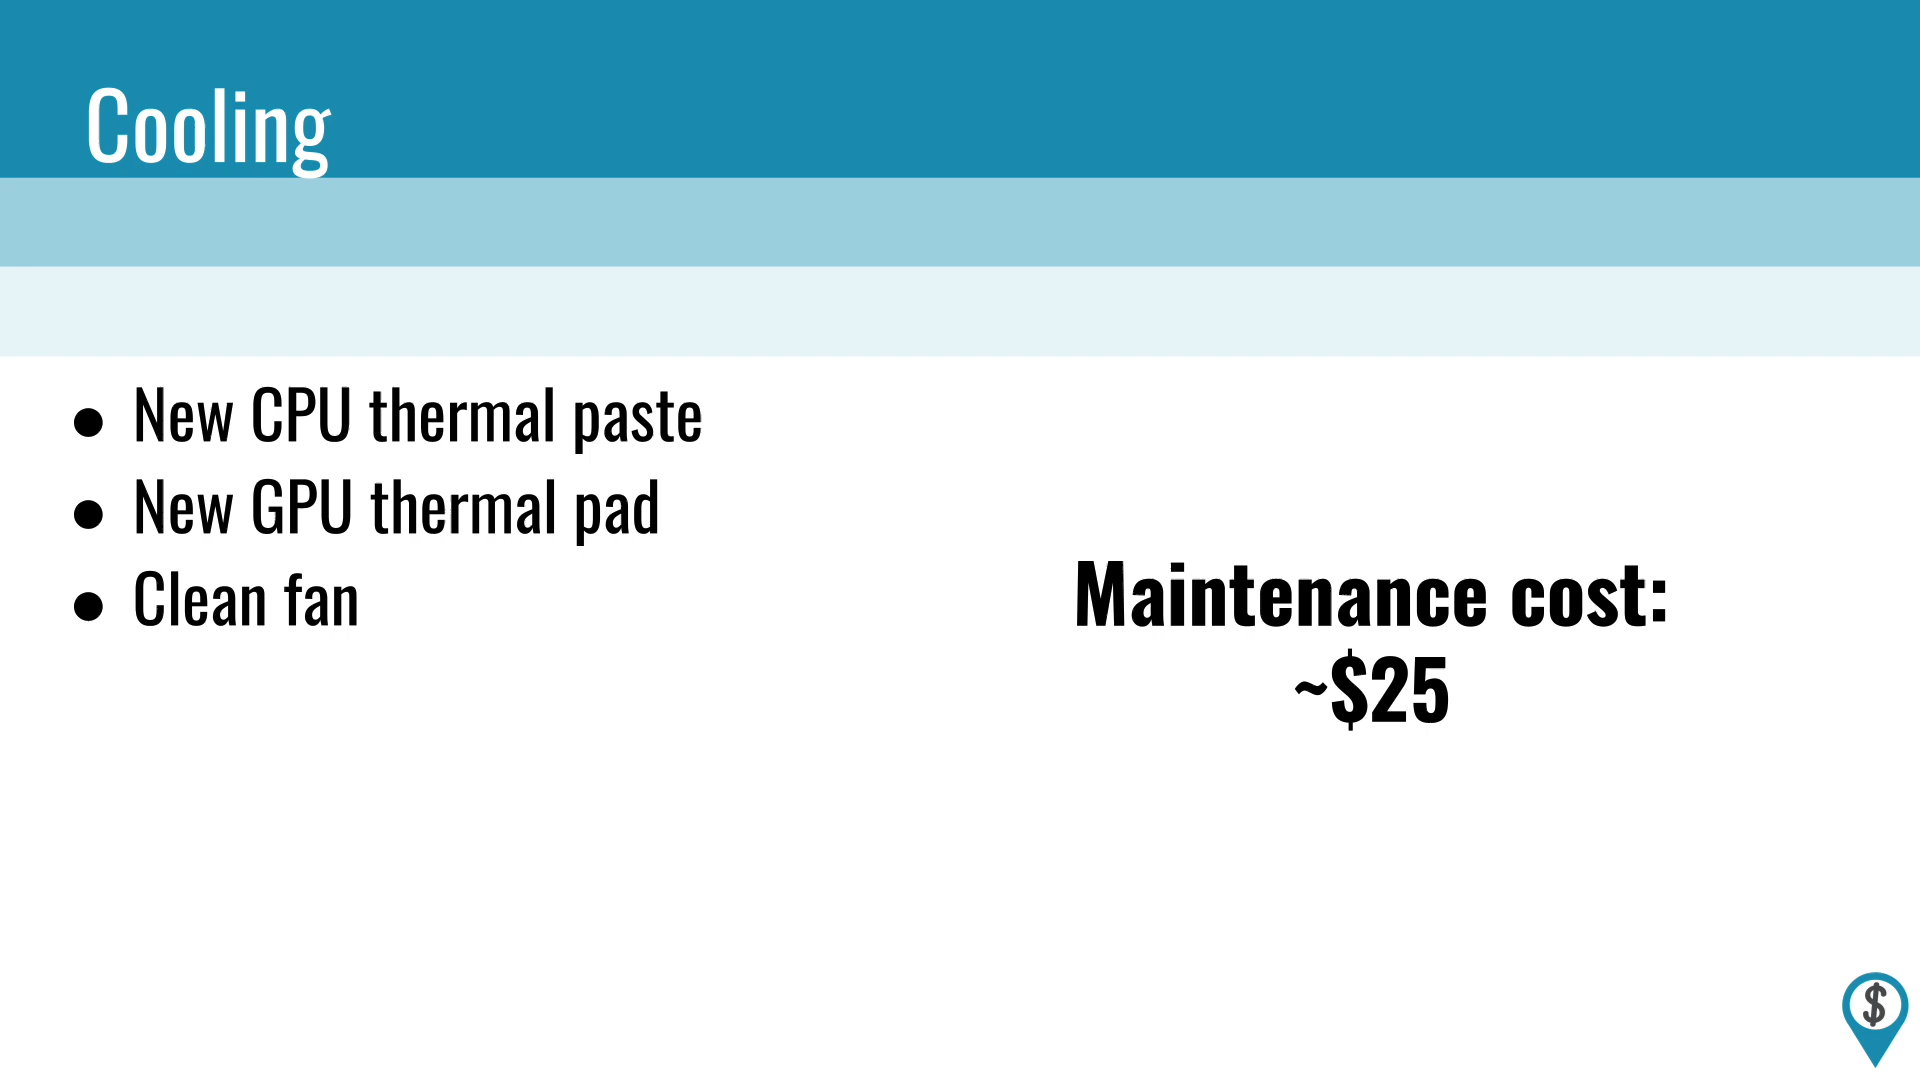 Cooling
● New CPU thermal paste
● New GPU thermal pad
● Clean fan
Maintenance cost:
~$25
$